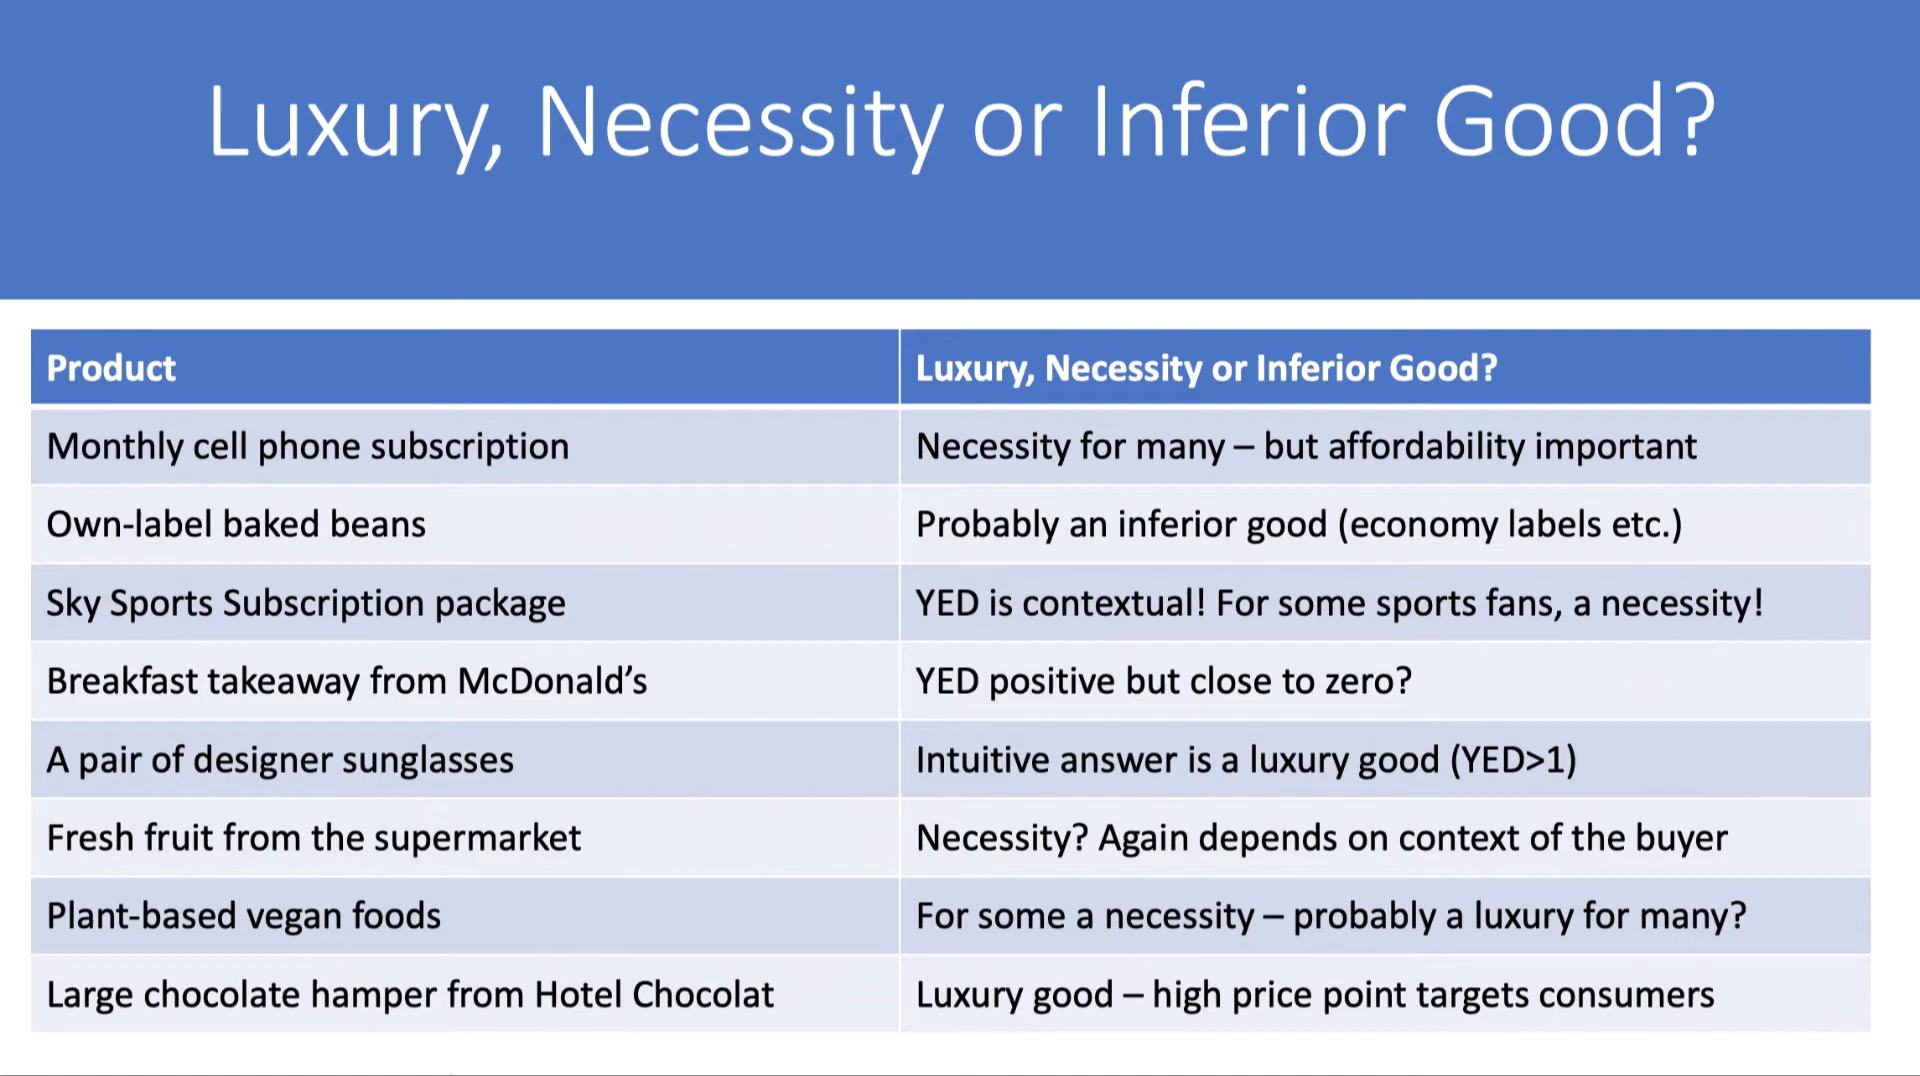 Luxury, Necessity or Inferior Good?
Product
Luxury, Necessity or Inferior Good?
Monthly cell phone subscription
Necessity for many – but affordability important
Own-label baked beans
Probably an inferior good (economy labels etc.)
Sky Sports Subscription package
YED is contextual! For some sports fans, a necessity!
Breakfast takeaway from McDonald’s
YED positive but close to zero?
A pair of designer sunglasses
Intuitive answer is a luxury good (YED>1)
Fresh fruit from the supermarket
Necessity? Again depends on context of the buyer
Plant-based vegan foods
For some a necessity – probably a luxury for many?
Large chocolate hamper from Hotel Chocolat
Luxury good – high price point targets consumers